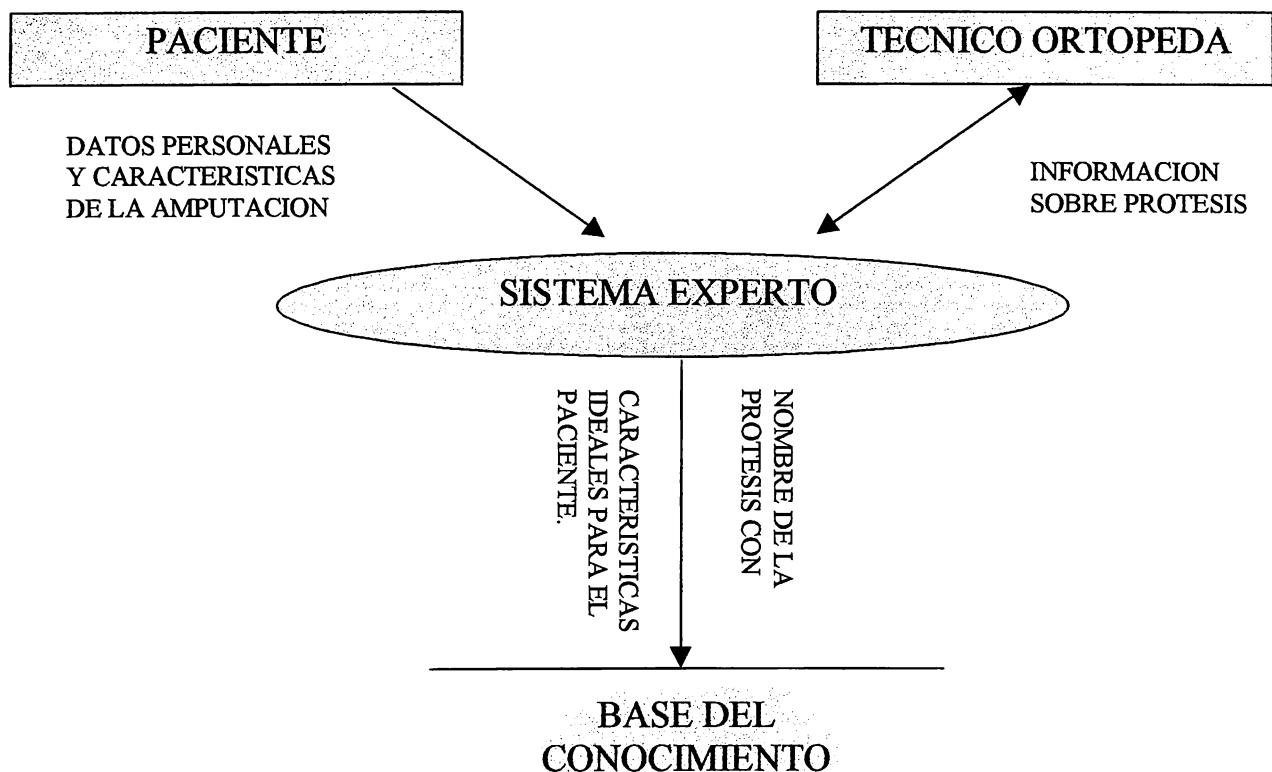 PACIENTE
TECNICO ORTOPEDA
DATOS PERSONALES
Y CARACTERISTICAS
DE LA AMPUTACION
INFORMACION
SOBRE PROTESIS
SISTEMA EXPERTO
NOMBRE DE LA
PROTESIS CON
CARACTERISTICAS
IDEALES PARA EL
PACIENTE.
BASE DEL
CONOCIMIENTO